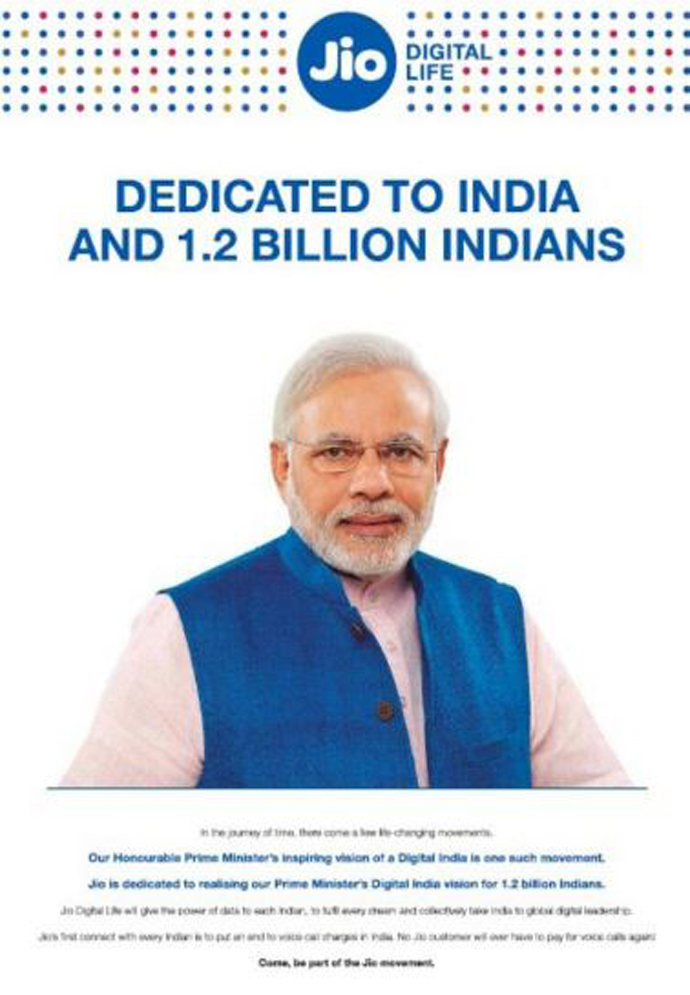 Jio
DIGITAL
LIFE
DEDICATED TO INDIA
AND 1.2 BILLION INDIANS
In the journey of time, there come a few life-changing movements.
Our Honourable Prime Minister's inspiring vision of a Digital India is one such movement.
Jio is dedicated to realising our Prime Minister's Digital India vision for 1.2 billion Indians.
Jio Digital Life will give the power of data to each Indian, to fulfil every dream and collectively take India to global digital leadership.
Jio's first connect with every Indian is to put an end to voice call charges in India. No Jio customer will ever have to pay for voice calls again!
Come, be part of the Jio movement.